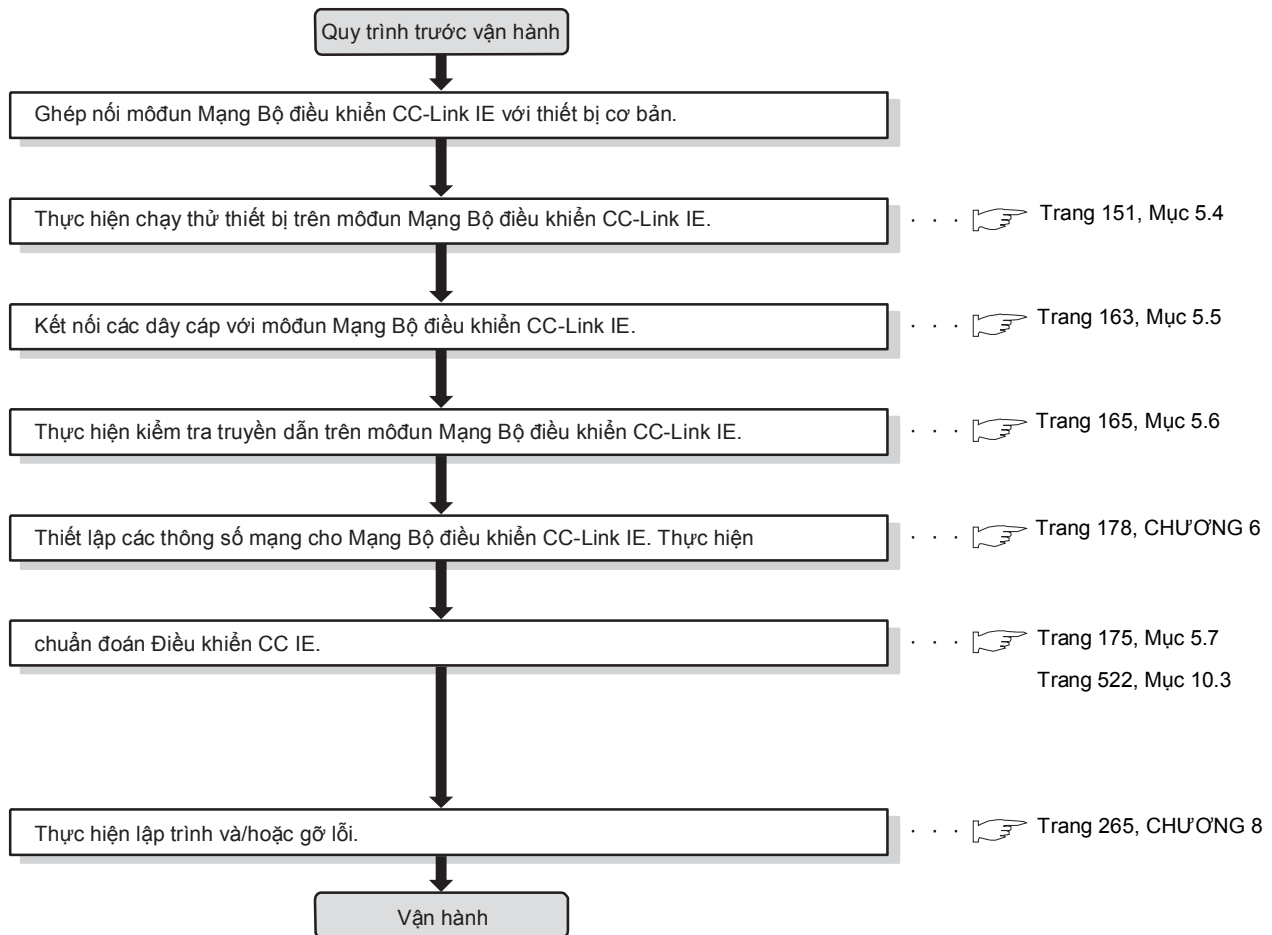 Quy trình trước vận hành
Ghép nối môđun Mạng Bộ điều khiển CC-Link IE với thiết bị cơ bản.
Thực hiện chạy thử thiết bị trên môđun Mạng Bộ điều khiển CC-Link IE.
Trang 151, Mục 5.4
Kết nối các dây cáp với môđun Mạng Bộ điều khiển CC-Link IE.
Trang 163, Mục 5.5
Thực hiện kiểm tra truyền dẫn trên môđun Mạng Bộ điều khiển CC-Link IE.
Trang 165, Mục 5.6
Thiết lập các thông số mạng cho Mạng Bộ điều khiển CC-Link IE. Thực hiện
Trang 178, CHƯƠNG 6
chuẩn đoán Điều khiển CC IE.
Trang 175, Mục 5.7
Trang 522, Mục 10.3
Thực hiện lập trình và/hoặc gỡ lỗi.
Trang 265, CHƯƠNG 8
Vận hành